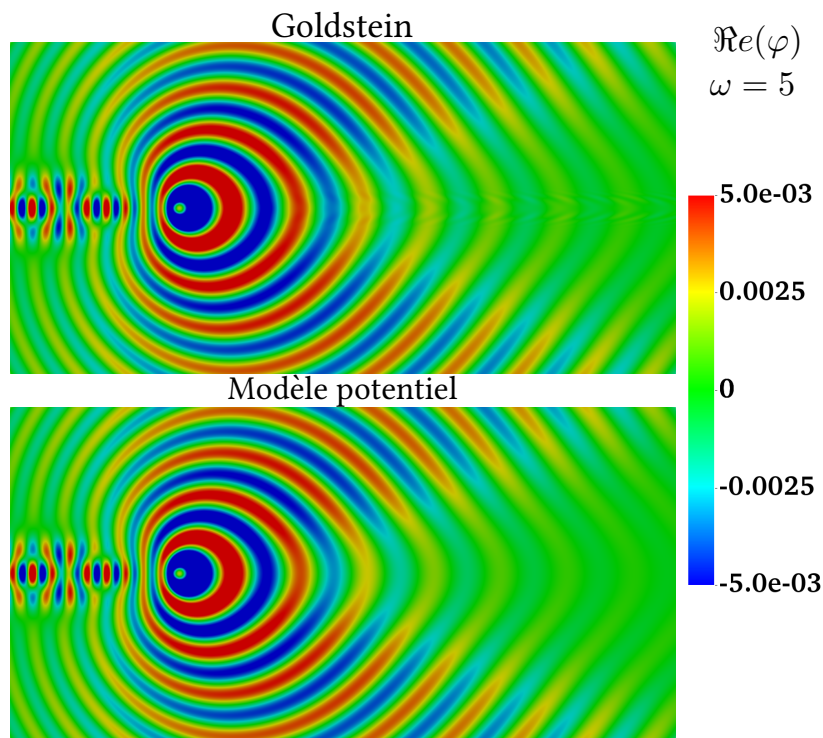 Goldstein
ℜe(φ)
ω = 5
5.0e-03
0.0025
0
-0.0025
-5.0e-03
Modèle potentiel